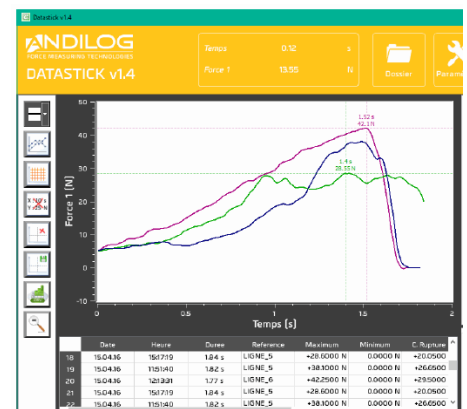 Datastick v1.4
ANDILOG
FORCE MEASURING TECHNOLOGIES
DATASTICK v1.4
Temps 0.12 s
Force 1 13.55 N
Dossier
Param
50
40
30
20
10
0
-10
Force 1 [N]
1.52 s
42.1 N
1.4 s
28.55 N
0 0.5 1 1.5 2
Temps [s]
Date Heure Duree Reference Maximum Minimum C. Rupture
18 15.04.16 15:17:19 1.84 s LIGNE_5 +28.6000 N 0.0000 N +20.0500
19 15.04.16 11:51:40 1.82 s LIGNE_5 +38.1000 N 0.0000 N +26.6500
20 15.04.16 12:13:31 1.77 s LIGNE_6 +42.2500 N 0.0000 N +29.5000
21 15.04.16 15:17:19 1.84 s LIGNE_5 +28.6000 N 0.0000 N +20.0500
22 15.04.16 11:51:40 1.82 s LIGNE_5 +38.1000 N 0.0000 N +26.6500